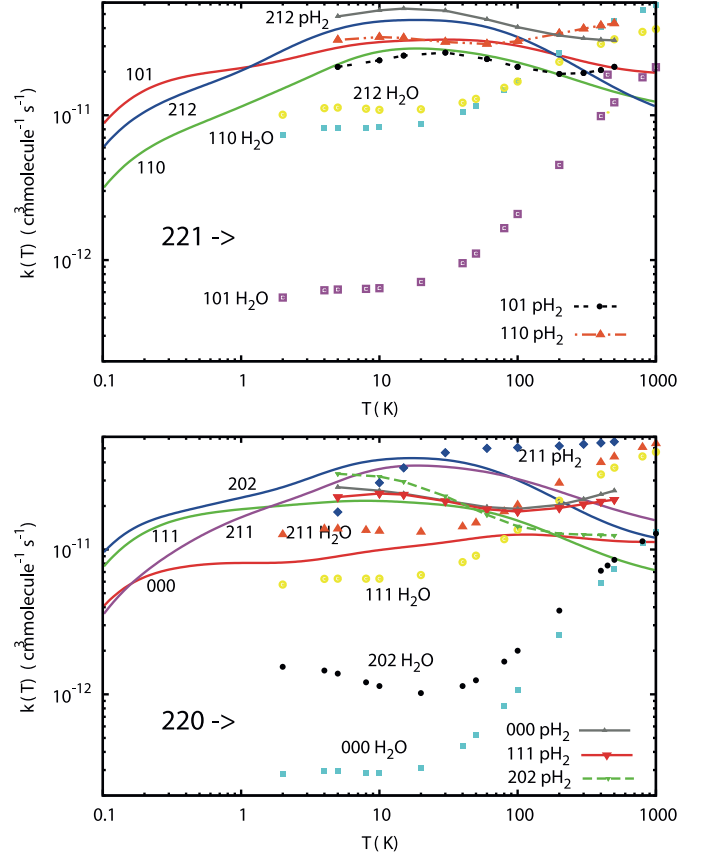 212 pH2
101
212
110
212 H2O
110 H2O
221 ->
101 H2O
101 pH2
110 pH2
k(T) (cm3molecule-1 s-1)
10-11
10-12
0.1 1 10 100 1000
T(K)
211 pH2
202
111
211
211 H2O
000
111 H2O
202 H2O
220 ->
000 H2O
000 pH2
111 pH2
202 pH2
k(T) (cm3molecule-1 s-1)
10-11
10-12
0.1 1 10 100 1000
T(K)